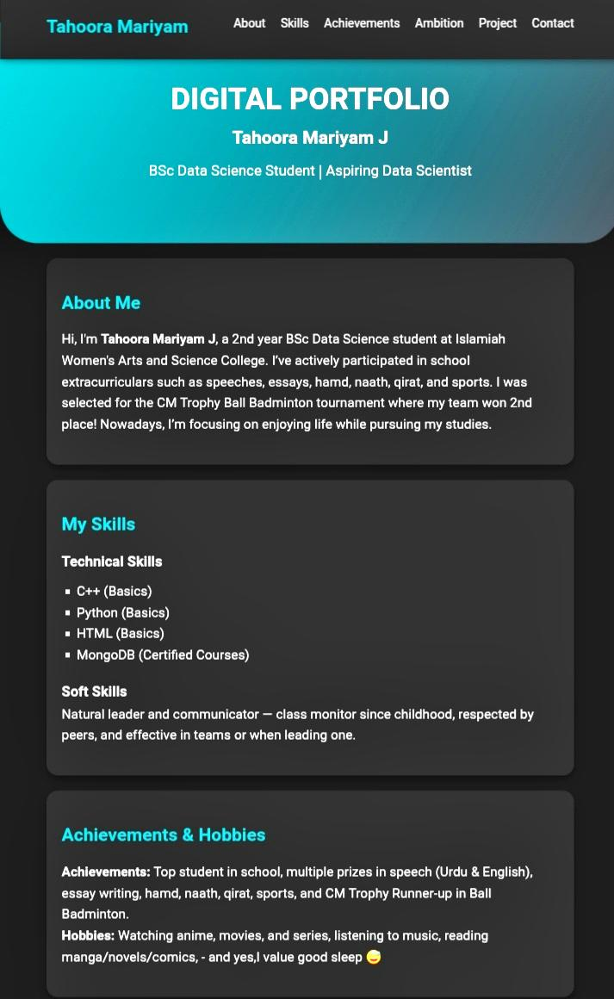 Tahoora Mariyam
About Skills Achievements Ambition Project Contact
DIGITAL PORTFOLIO
Tahoora Mariyam J
BSc Data Science Student | Aspiring Data Scientist
About Me
Hi, I'm Tahoora Mariyam J, a 2nd year BSc Data Science student at Islamiah
Women's Arts and Science College. I’ve actively participated in school
extracurriculars such as speeches, essays, hamd, naath, qirat, and sports. I was
selected for the CM Trophy Ball Badminton tournament where my team won 2nd
place! Nowadays, I’m focusing on enjoying life while pursuing my studies.
My Skills
Technical Skills
▪ C++ (Basics)
▪ Python (Basics)
▪ HTML (Basics)
▪ MongoDB (Certified Courses)
Soft Skills
Natural leader and communicator — class monitor since childhood, respected by
peers, and effective in teams or when leading one.
Achievements & Hobbies
Achievements: Top student in school, multiple prizes in speech (Urdu & English),
essay writing, hamd, naath, qirat, sports, and CM Trophy Runner-up in Ball
Badminton.
Hobbies: Watching anime, movies, and series, listening to music, reading
manga/novels/comics, - and yes,I value good sleep 😅